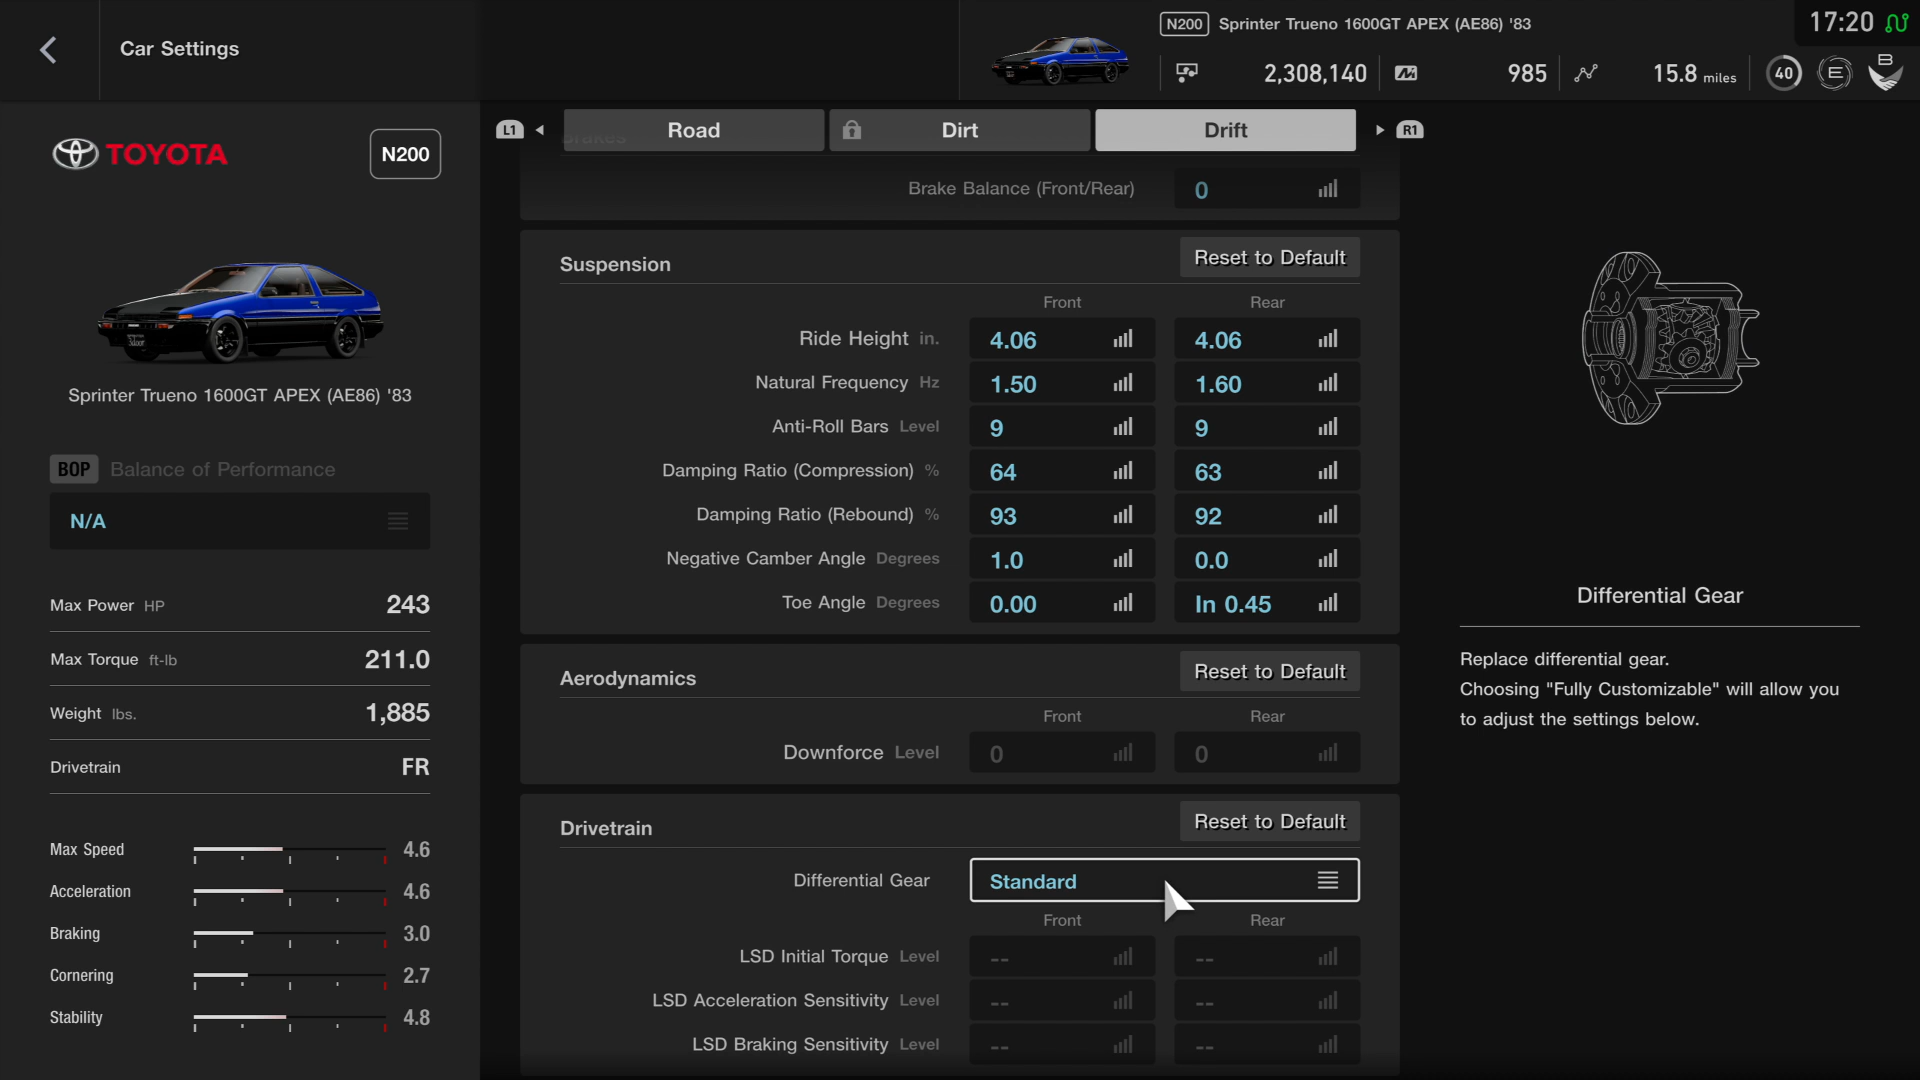 Car Settings
N200 Sprinter Trueno 1600GT APEX (AE86) '83
17:20
2,308,140
985
15.8 miles
40
E
B
L1
Road
Dirt
Drift
R1
TOYOTA
N200
Sprinter Trueno 1600GT APEX (AE86) '83
BOP Balance of Performance
N/A
Max Power HP 243
Max Torque ft-lb 211.0
Weight lbs. 1,885
Drivetrain FR
Max Speed 4.6
Acceleration 4.6
Braking 3.0
Cornering 2.7
Stability 4.8
Brakes
Brake Balance (Front/Rear) 0
Suspension Reset to Default
Front Rear
Ride Height in. 4.06 4.06
Natural Frequency Hz 1.50 1.60
Anti-Roll Bars Level 9 9
Damping Ratio (Compression) % 64 63
Damping Ratio (Rebound) % 93 92
Negative Camber Angle Degrees 1.0 0.0
Toe Angle Degrees 0.00 In 0.45
Aerodynamics Reset to Default
Front Rear
Downforce Level 0 0
Drivetrain Reset to Default
Differential Gear Standard
Front Rear
LSD Initial Torque Level -- --
LSD Acceleration Sensitivity Level -- --
LSD Braking Sensitivity Level -- --
Differential Gear
Replace differential gear.
Choosing "Fully Customizable" will allow you
to adjust the settings below.